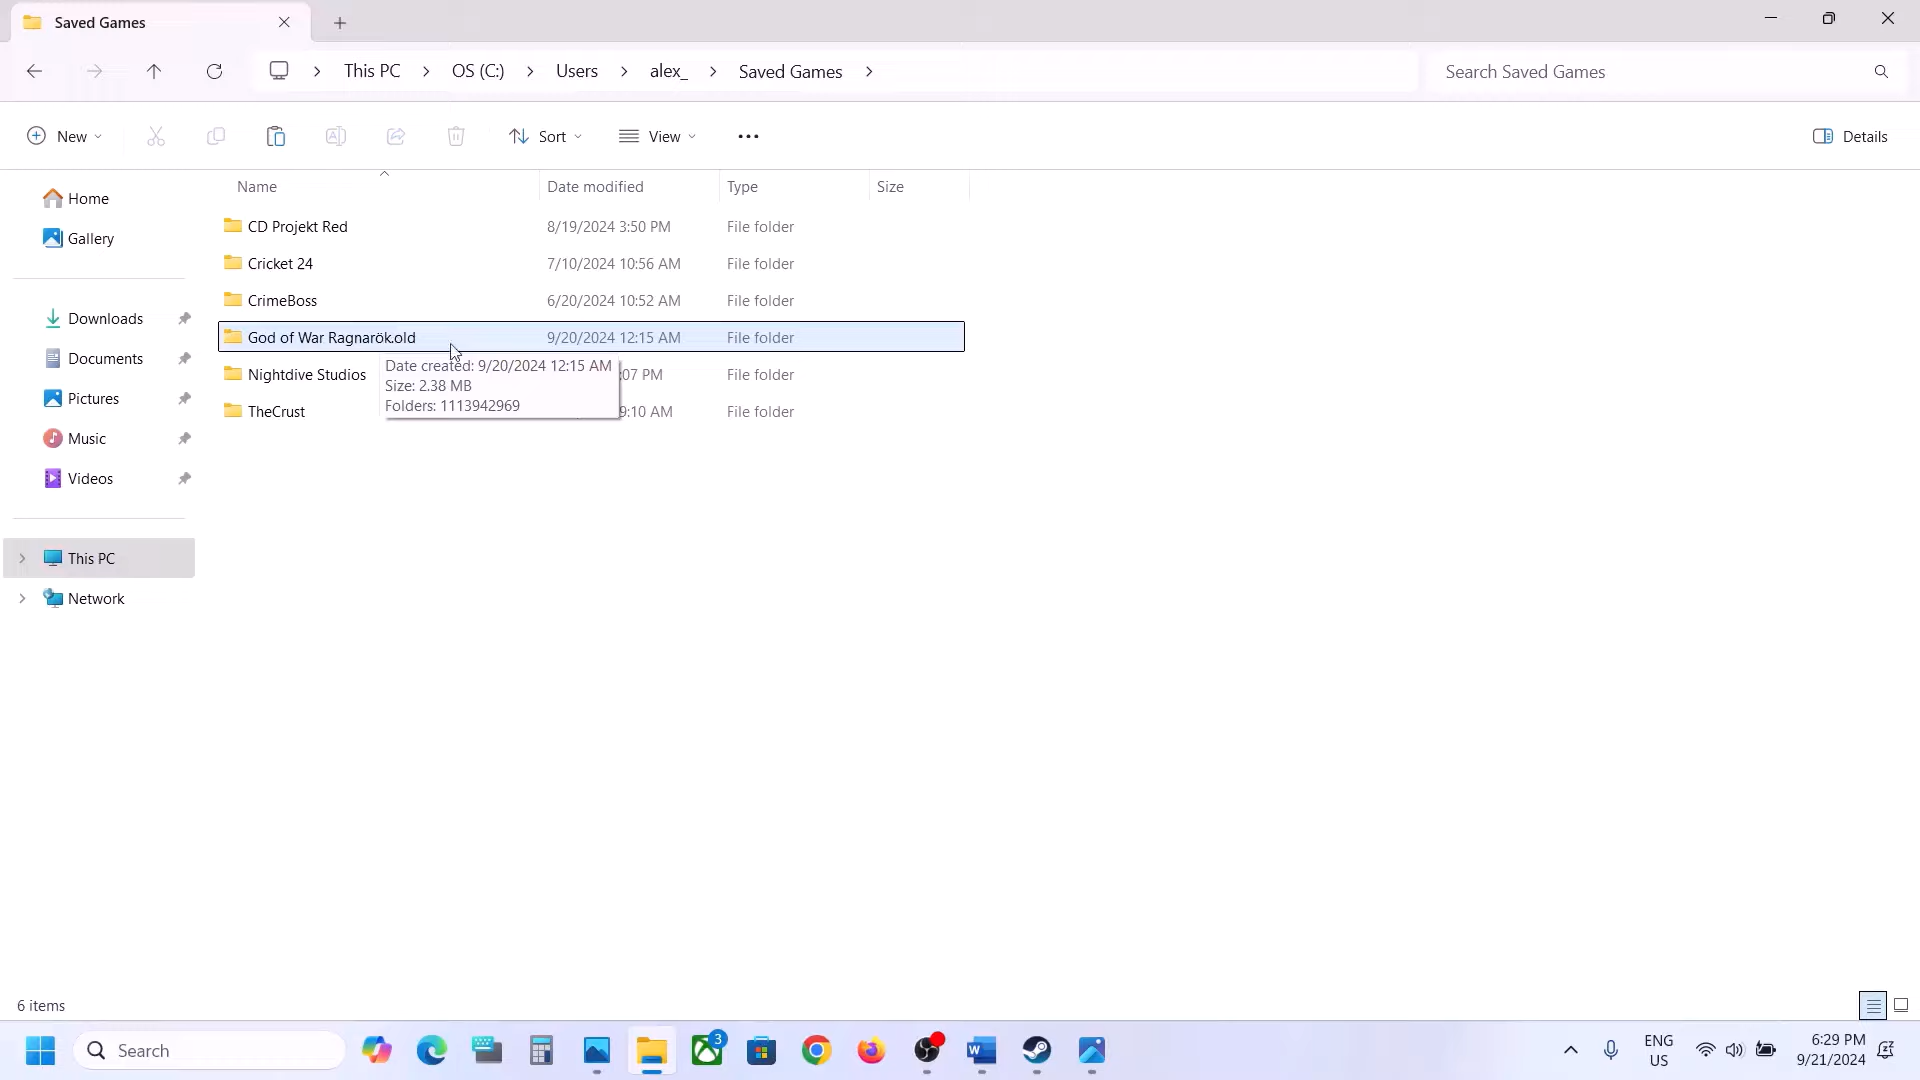 Saved Games
This PC > OS (C:) > Users > alex_ > Saved Games >
Search Saved Games
New
Sort
View
Details
Name
Date modified
Type
Size
Home
Gallery
Downloads
Documents
Pictures
Music
Videos
This PC
Network
CD Projekt Red 8/19/2024 3:50 PM File folder
Cricket 24 7/10/2024 10:56 AM File folder
CrimeBoss 6/20/2024 10:52 AM File folder
God of War Ragnarök.old 9/20/2024 12:15 AM File folder
Nightdive Studios :07 PM File folder
TheCrust 9:10 AM File folder
Date created: 9/20/2024 12:15 AM
Size: 2.38 MB
Folders: 1113942969
6 items
Search
3
ENG
US
6:29 PM
9/21/2024